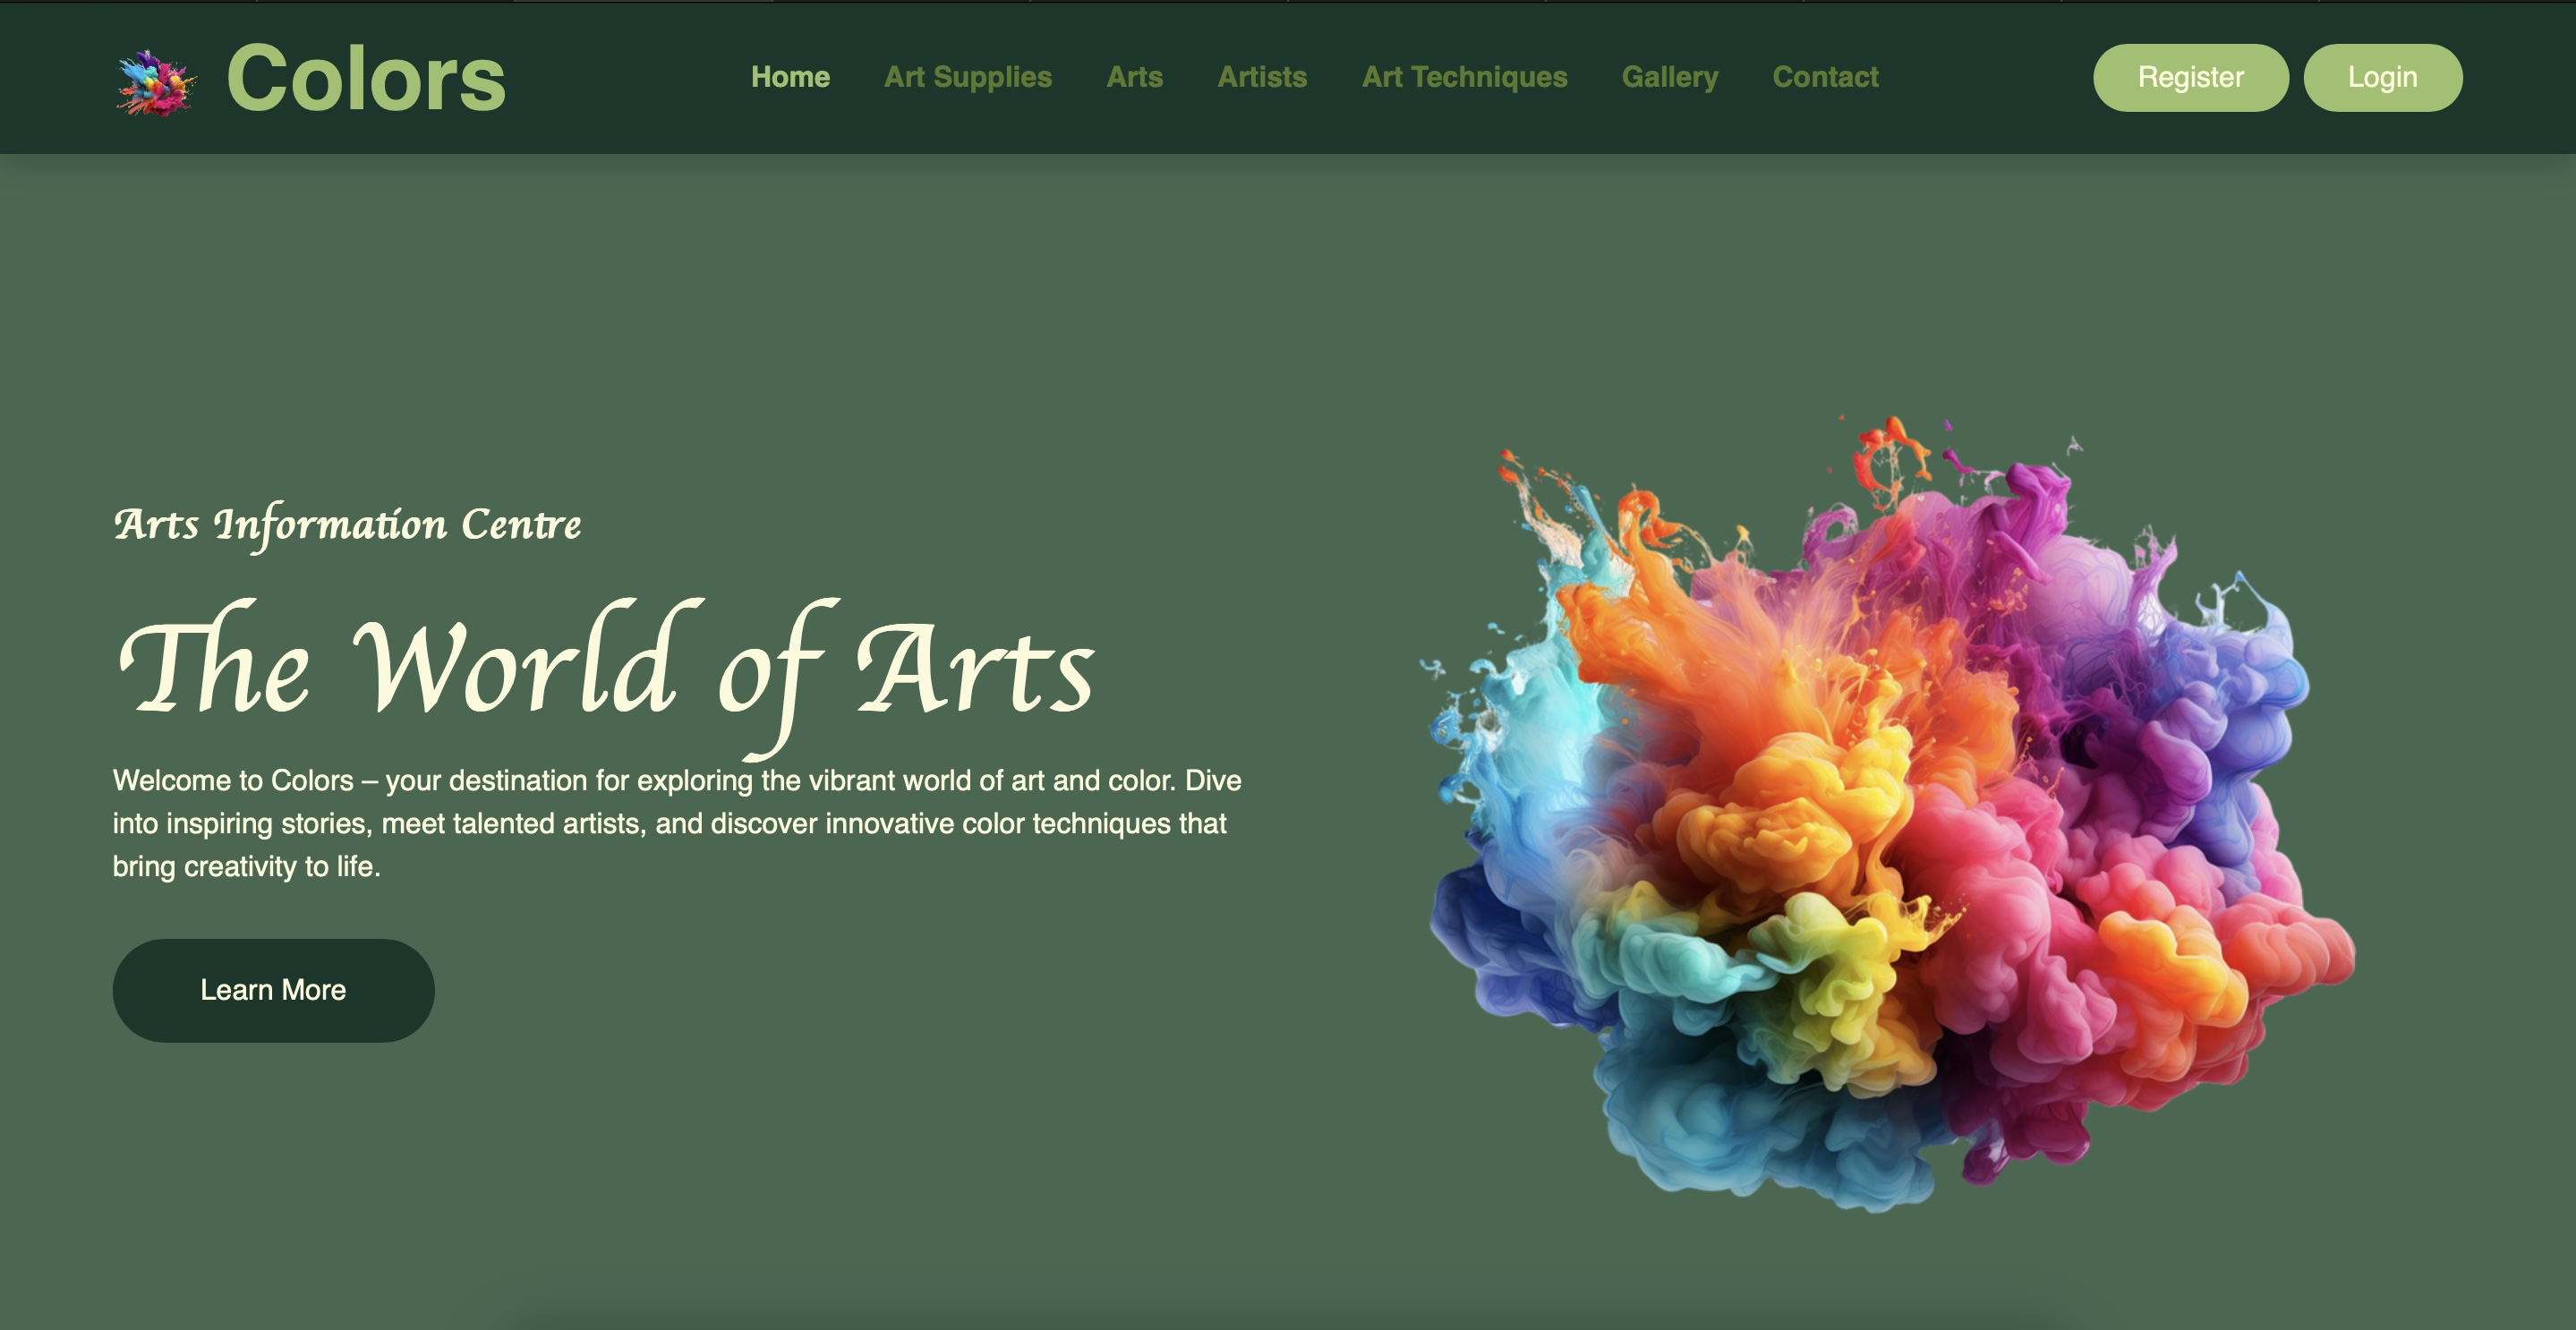 Colors
Home Art Supplies Arts Artists Art Techniques Gallery Contact
Register Login
Arts Information Centre
The World of Arts
Welcome to Colors – your destination for exploring the vibrant world of art and color. Dive
into inspiring stories, meet talented artists, and discover innovative color techniques that
bring creativity to life.
Learn More